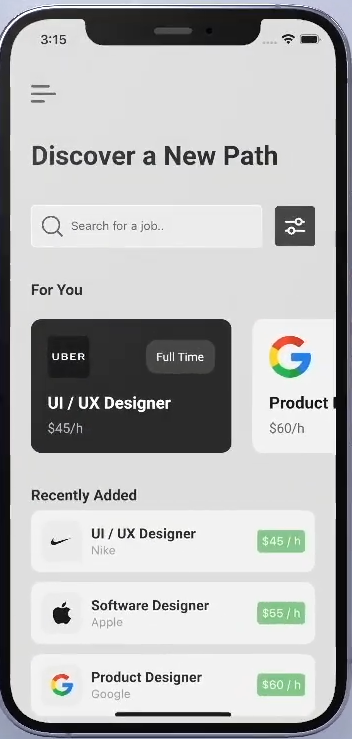 3:15
Discover a New Path
Search for a job..
For You
UBER
Full Time
UI / UX Designer
$45/h
Product
$60/h
Recently Added
UI / UX Designer
Nike
$45 / h
Software Designer
Apple
$55 / h
Product Designer
Google
$60 / h